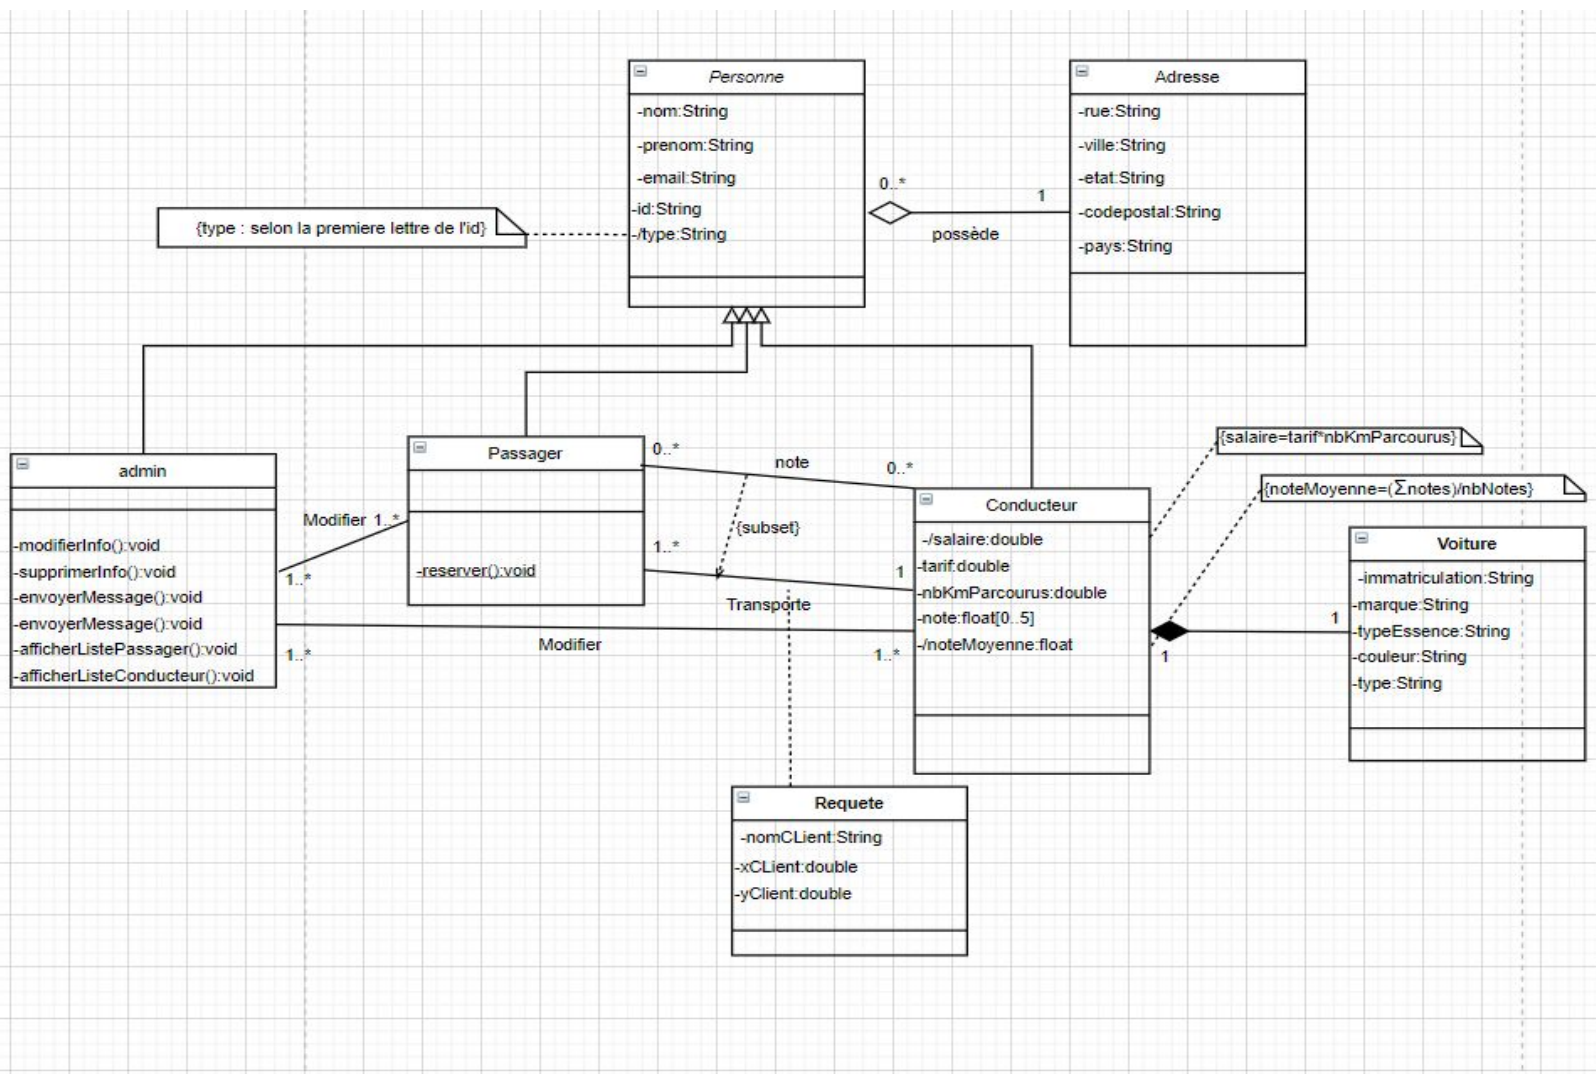 Personne
-nom:String
-prenom:String
-email:String
-id:String
-/type:String
Adresse
-rue:String
-ville:String
-etat:String
-codepostal:String
-pays:String
0..*
1
possède
{type : selon la premiere lettre de l'id}
admin
-modifierInfo():void
-supprimerInfo():void
-envoyerMessage():void
-envoyerMessage():void
-afficherListePassager():void
-afficherListeConducteur():void
Modifier 1..*
1..*
Passager
-reserver():void
0..*
note
0..*
{subset}
1..*
1
Transporte
1..*
Modifier
1..*
Conducteur
-/salaire:double
-tarif:double
-nbKmParcourus:double
-note:float[0..5]
-/noteMoyenne:float
{salaire=tarif*nbKmParcourus}
{noteMoyenne=(Σnotes)/nbNotes}
1
1
Voiture
-immatriculation:String
-marque:String
-typeEssence:String
-couleur:String
-type:String
Requete
-nomCLient:String
-xCLient:double
-yClient:double